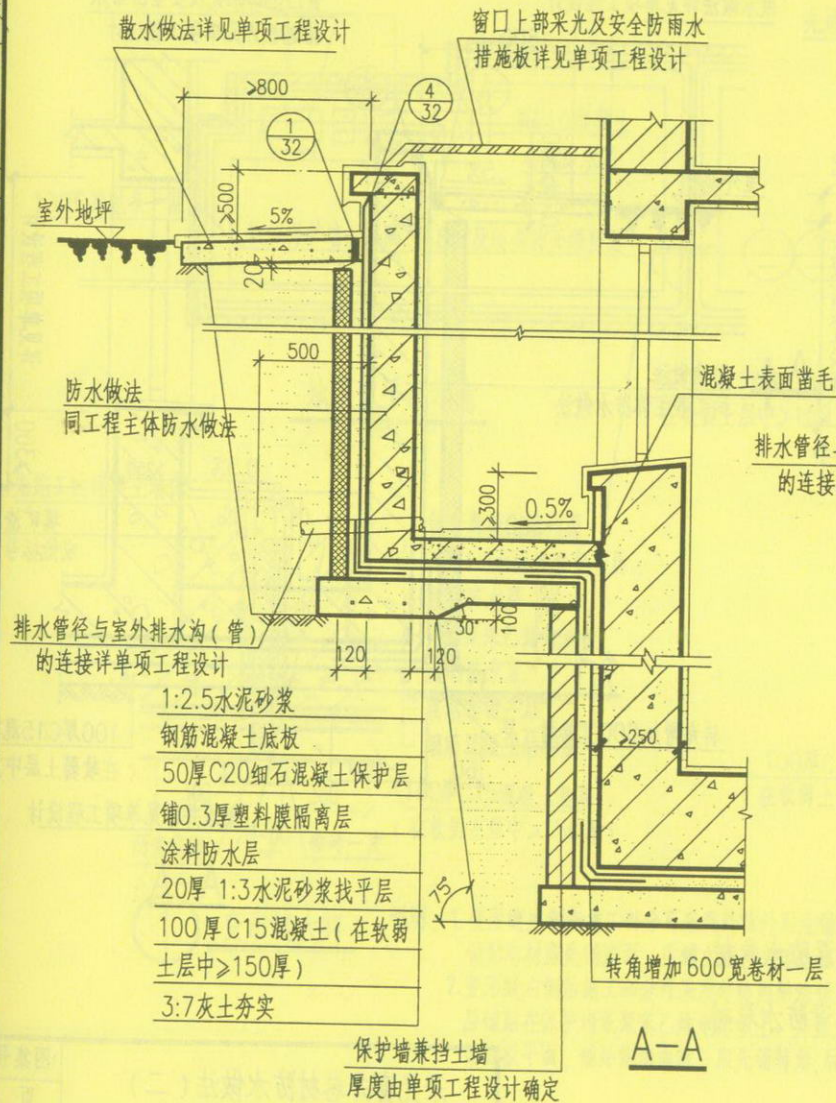 散水做法详见单项工程设计
窗口上部采光及安全防雨水
措施板详见单项工程设计
≥800
4
32
1
32
≥500
5%
室外地坪
20
500
防水做法
同工程主体防水做法
混凝土表面凿毛
排水管径
的连接
≥300
0.5%
排水管径与室外排水沟(管)
的连接详单项工程设计
30°
100
120
120
1:2.5水泥砂浆
钢筋混凝土底板
50厚C20细石混凝土保护层
铺0.3厚塑料膜隔离层
涂料防水层
20厚 1:3水泥砂浆找平层
100厚C15混凝土(在软弱
土层中≥150厚)
3:7灰土夯实
≥250
75°
转角增加600宽卷材一层
保护墙兼挡土墙
厚度由单项工程设计确定
A-A